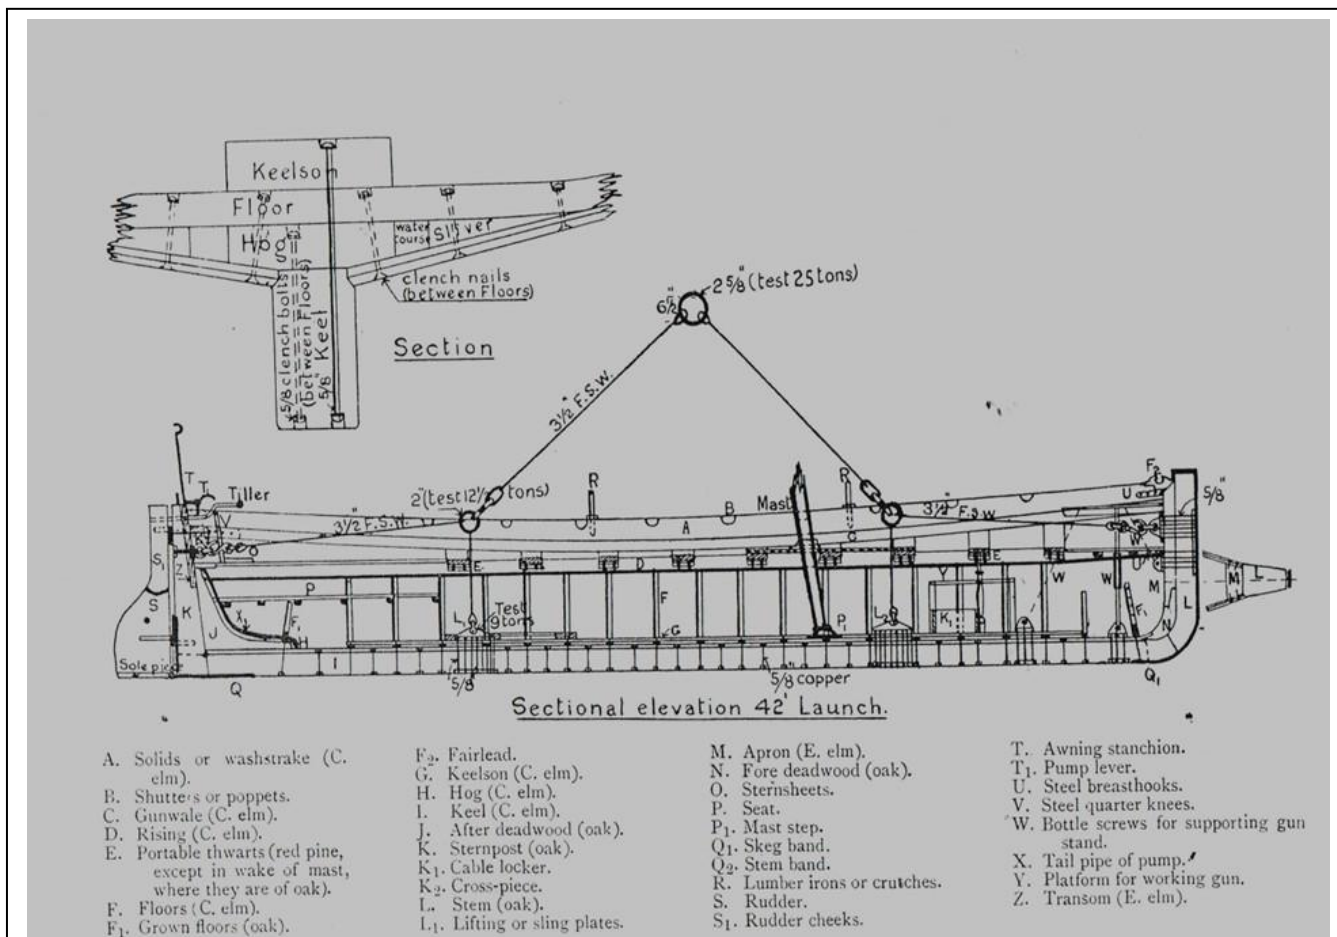 Keelson
Floor
Hog
water
course
Sliver
clench nails
(between Floors)
5/8" clench bolts
(between Floors)
5/8" Keel
Section
6 1/2"
2 5/8" (test 25 tons)
3 1/2" F.S.W.
T
T1
Tiller
2" (test 12 1/2 tons)
R
R
Mast
B
A
C
F2
U
5/8"
3 1/2" F.S.W.
3 1/2" F.S.W.
V
S1
Z
E
D
E
W
W
W
M
M
L
S
K
P
F
Y
J
X
F1
H
L1
Test
9 tons
G
P1
L2
K1
F1
N
L
Sole piece
I
Q
5/8"
5/8" copper
Q1
Sectional elevation 42' Launch.
A. Solids or washstrake (C.
elm).
B. Shutters or poppets.
C. Gunwale (C. elm).
D. Rising (C. elm).
E. Portable thwarts (red pine,
except in wake of mast,
where they are of oak).
F. Floors (C. elm).
F1. Grown floors (oak).
F2. Fairlead.
G. Keelson (C. elm).
H. Hog (C. elm).
I. Keel (C. elm).
J. After deadwood (oak).
K. Sternpost (oak).
K1. Cable locker.
K2. Cross-piece.
L. Stem (oak).
L1. Lifting or sling plates.
M. Apron (E. elm).
N. Fore deadwood (oak).
O. Sternsheets.
P. Seat.
P1. Mast step.
Q1. Skeg band.
Q2. Stem band.
R. Lumber irons or crutches.
S. Rudder.
S1. Rudder cheeks.
T. Awning stanchion.
T1. Pump lever.
U. Steel breasthooks.
V. Steel quarter knees.
W. Bottle screws for supporting gun
stand.
X. Tail pipe of pump.
Y. Platform for working gun.
Z. Transom (E. elm).